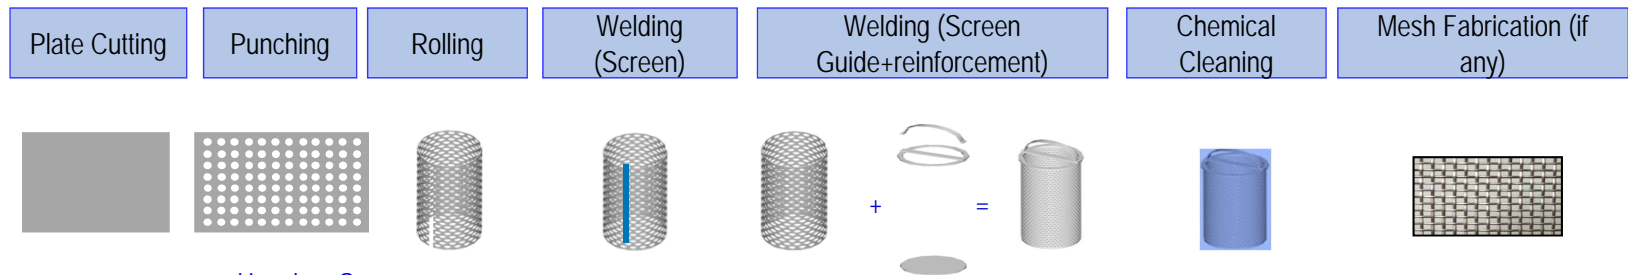 Plate Cutting
Punching
Rolling
Welding
(Screen)
Welding (Screen
Guide+reinforcement)
Chemical
Cleaning
Mesh Fabrication (if
any)
+
=